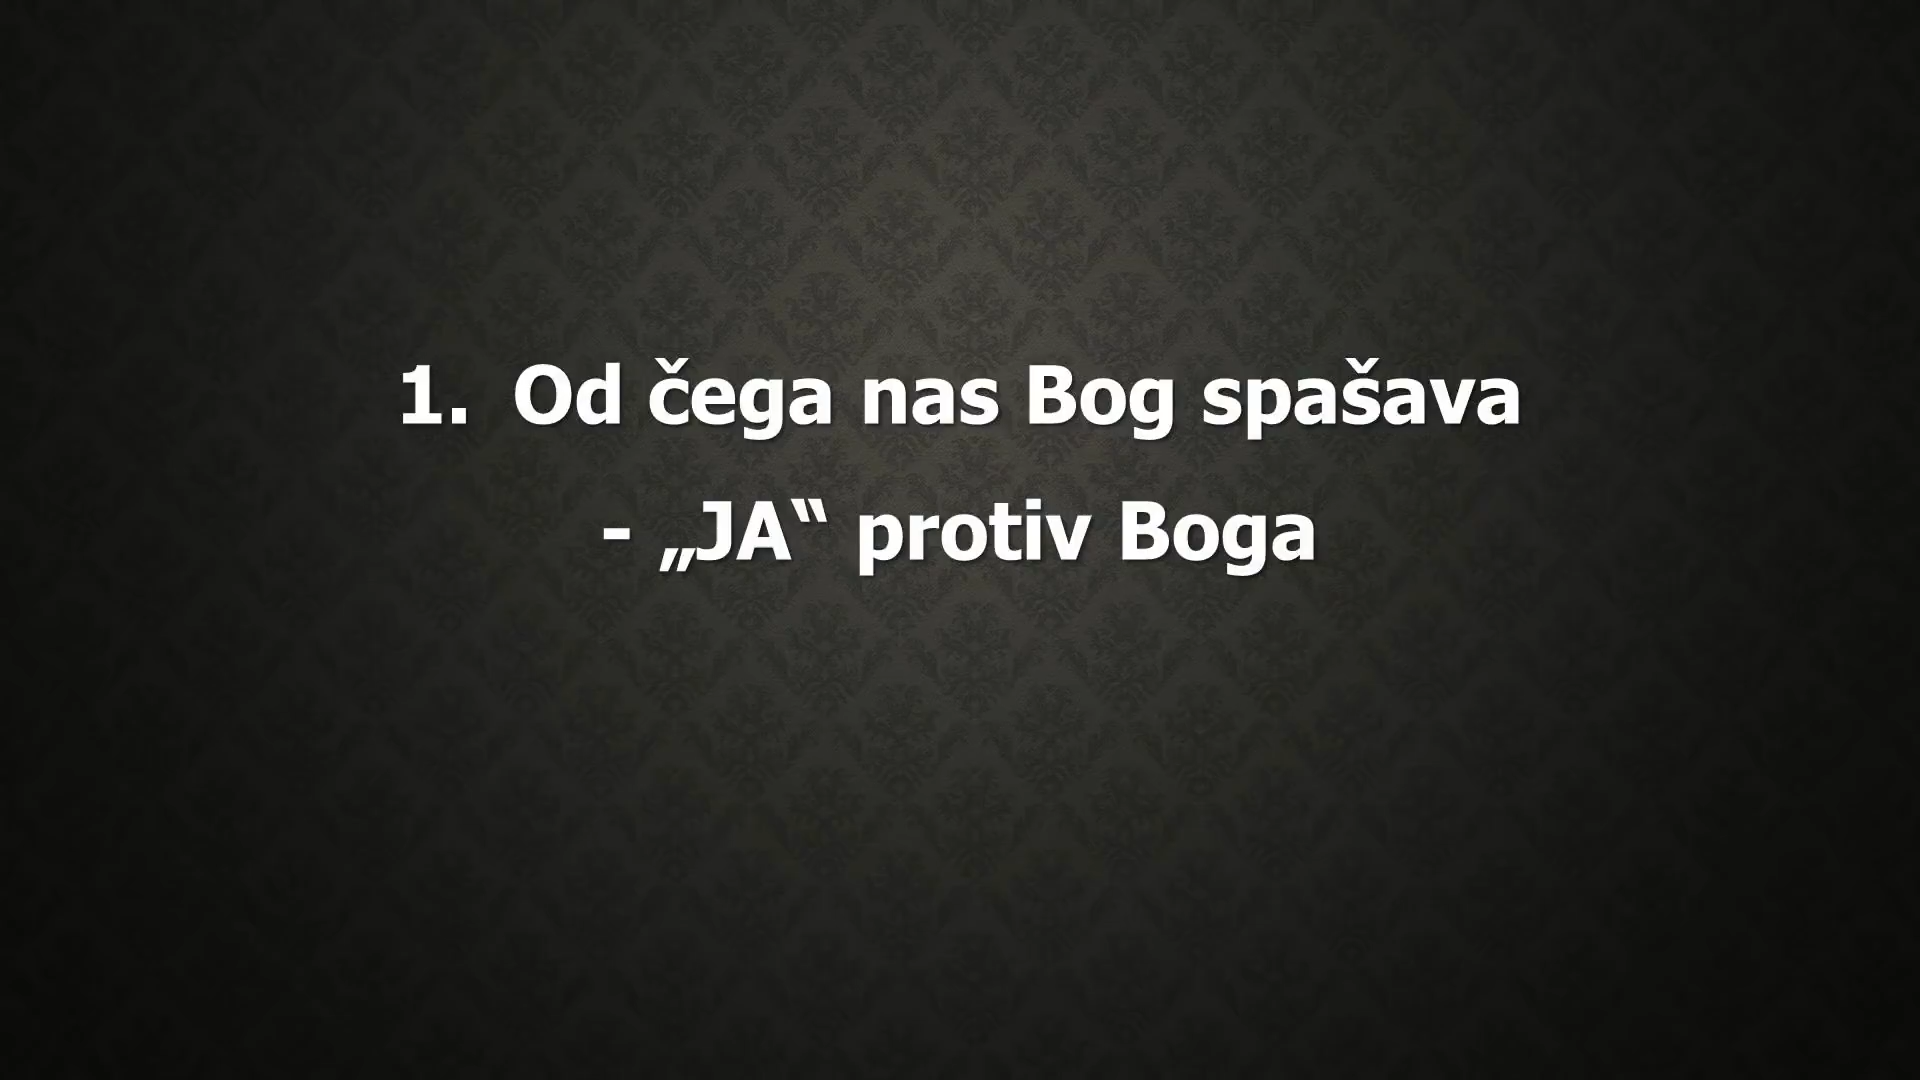 1. Od čega nas Bog spašava
- „JA“ protiv Boga